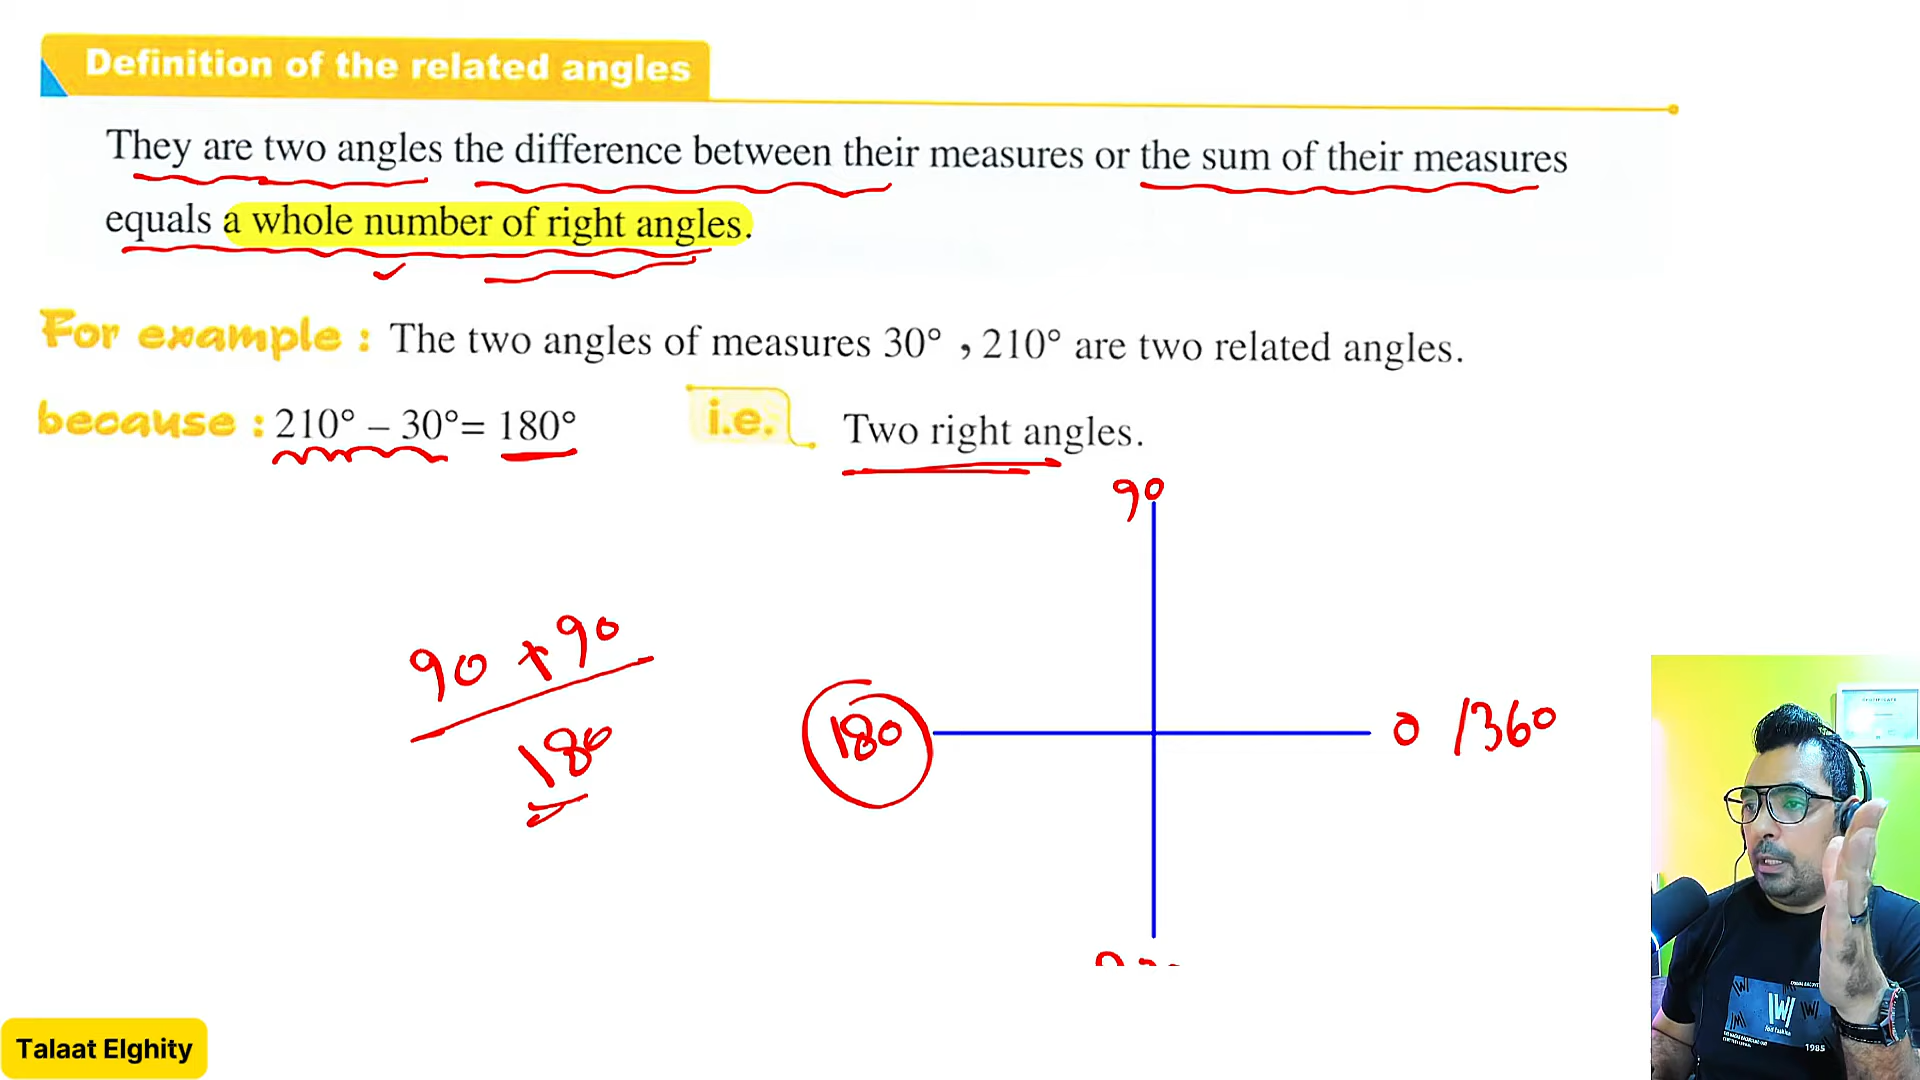 Definition of the related angles
They are two angles the difference between their measures or the sum of their measures
equals a whole number of right angles.
For example : The two angles of measures 30° , 210° are two related angles.
because : 210° – 30°= 180° i.e. Two right angles.
90
90 + 90
180
180
0 /360
Talaat Elghity
1985